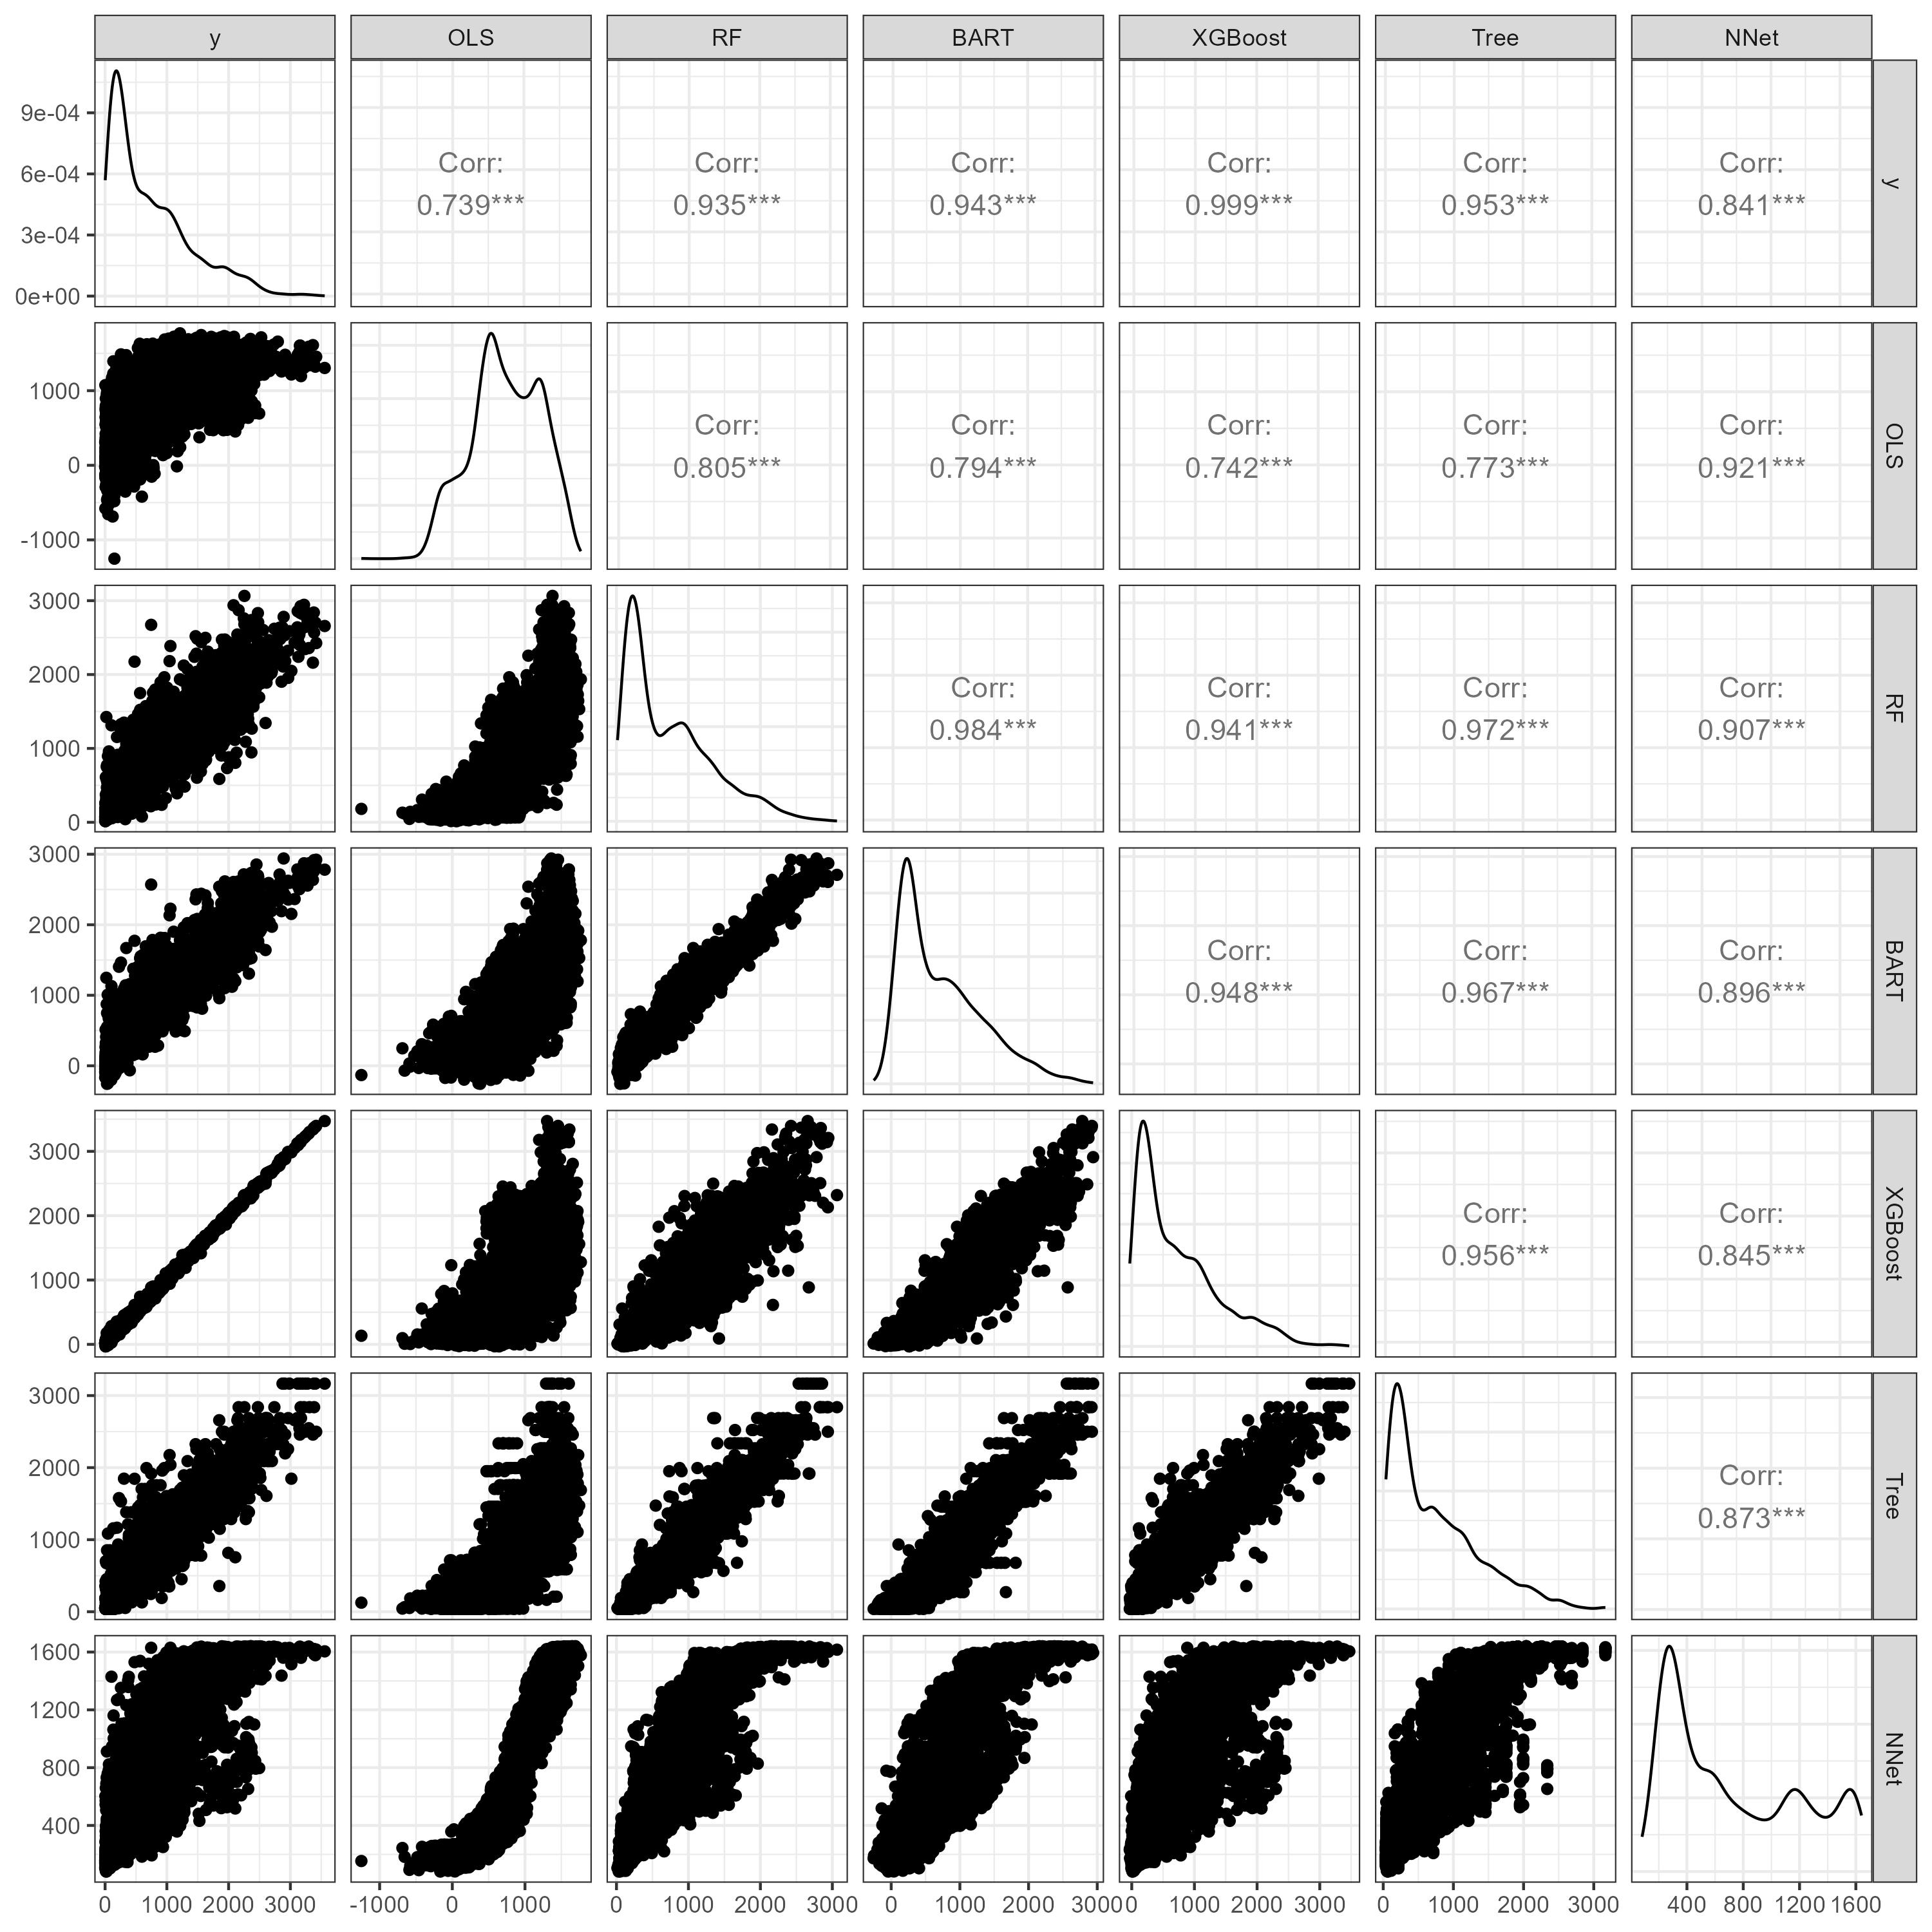 y OLS RF BART XGBoost Tree NNet
9e-04
6e-04
3e-04
0e+00
Corr:
0.739***
Corr:
0.935***
Corr:
0.943***
Corr:
0.999***
Corr:
0.953***
Corr:
0.841***
y
1000
0
-1000
Corr:
0.805***
Corr:
0.794***
Corr:
0.742***
Corr:
0.773***
Corr:
0.921***
OLS
3000
2000
1000
0
Corr:
0.984***
Corr:
0.941***
Corr:
0.972***
Corr:
0.907***
RF
3000
2000
1000
0
Corr:
0.948***
Corr:
0.967***
Corr:
0.896***
BART
3000
2000
1000
0
Corr:
0.956***
Corr:
0.845***
XGBoost
3000
2000
1000
0
Corr:
0.873***
Tree
1600
1200
800
400
NNet
0 1000 2000 3000 -1000 0 1000 0 1000 2000 3000 0 1000 2000 3000 0 1000 2000 3000 0 1000 2000 3000 400 800 1200 1600